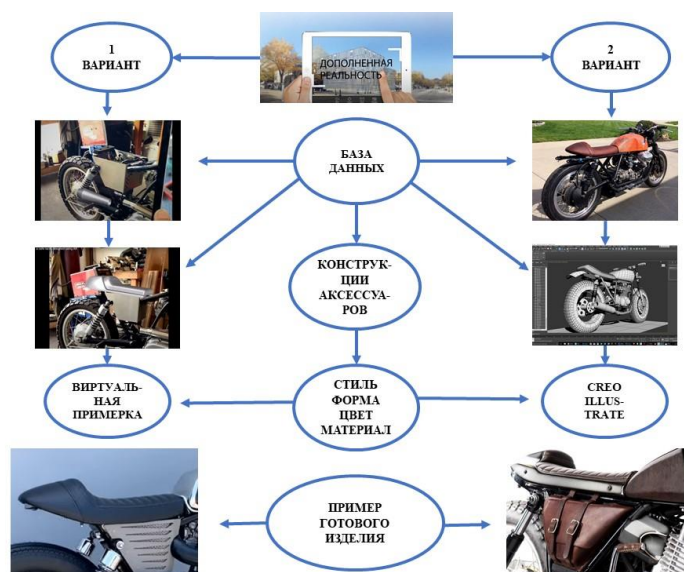 1
ВАРИАНТ
ДОПОЛНЕННАЯ
РЕАЛЬНОСТЬ
2
ВАРИАНТ
БАЗА
ДАННЫХ
КОНСТРУК-
ЦИИ
АКСЕССУА-
РОВ
ВИРТУАЛЬ-
НАЯ
ПРИМЕРКА
СТИЛЬ
ФОРМА
ЦВЕТ
МАТЕРИАЛ
CREO
ILLUS-
TRATE
ПРИМЕР
ГОТОВОГО
ИЗДЕЛИЯ